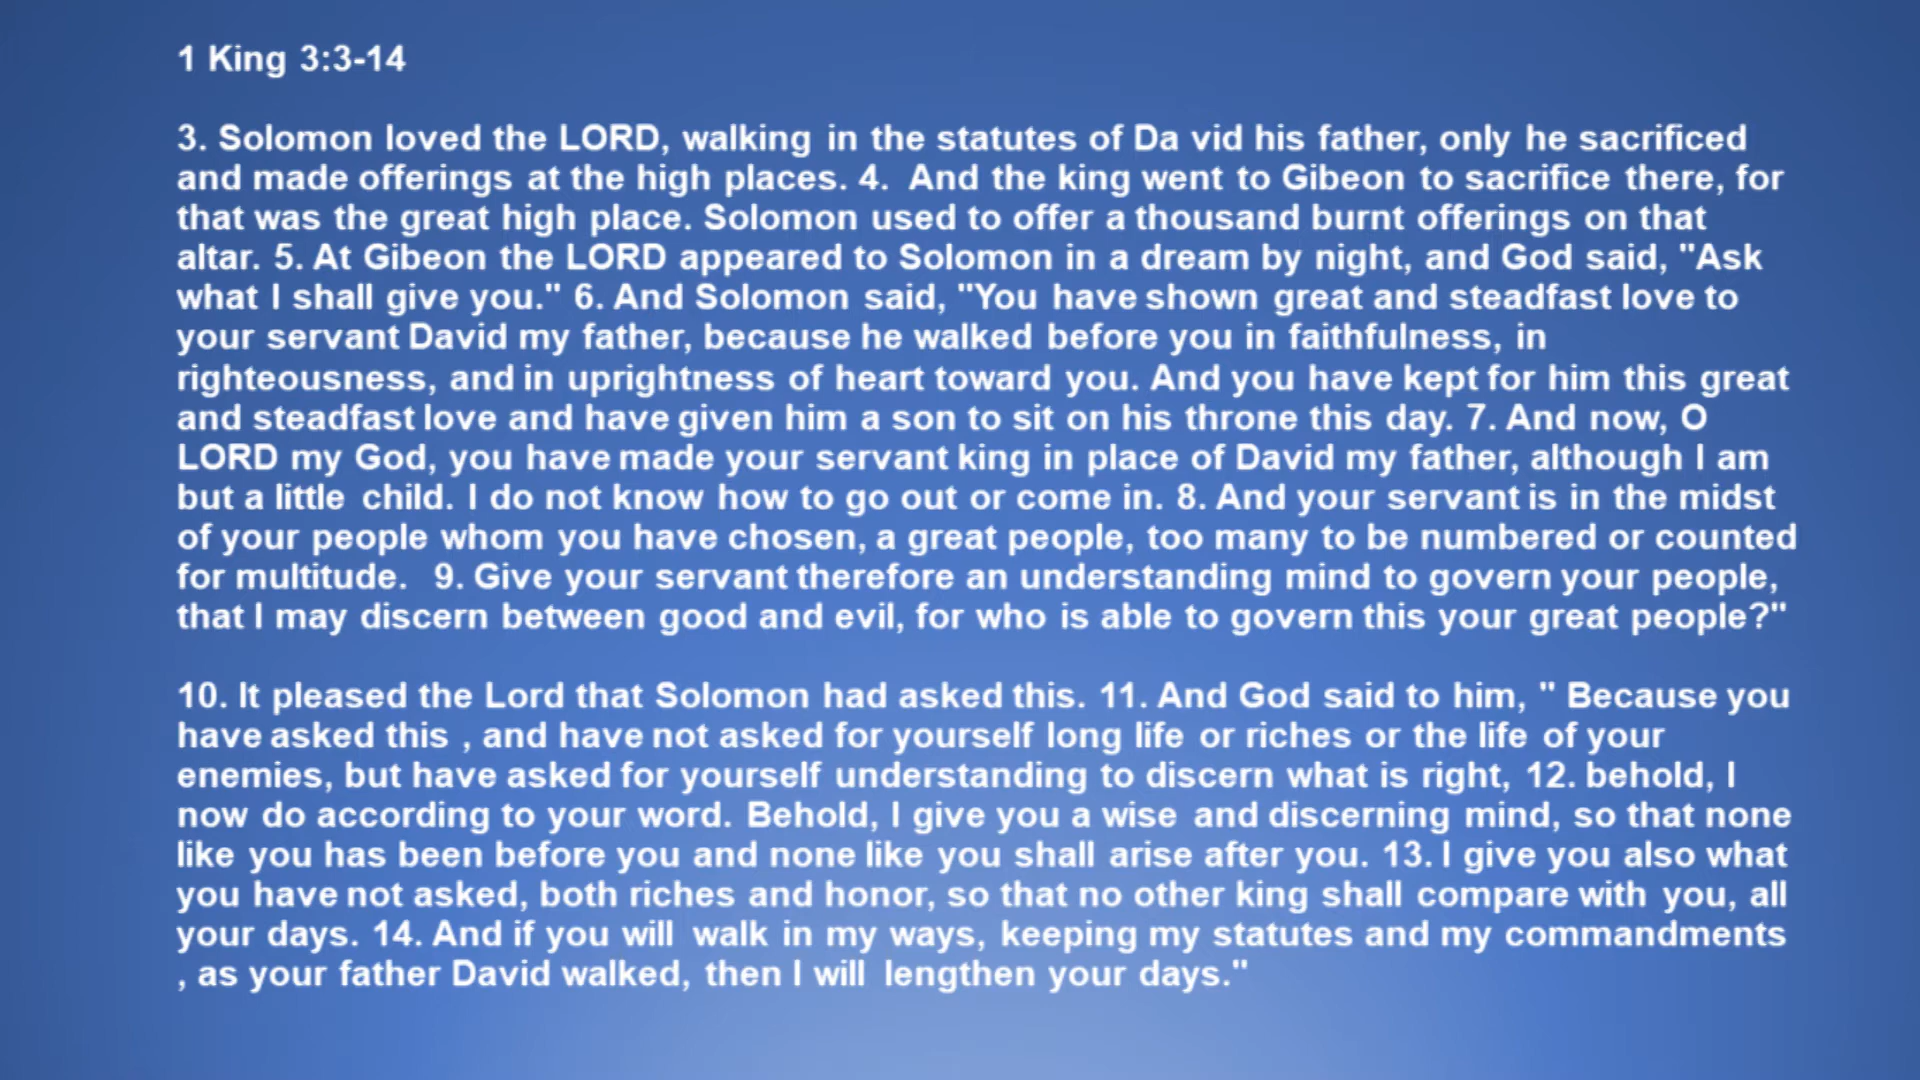 1 King 3:3-14
3. Solomon loved the LORD, walking in the statutes of Da vid his father, only he sacrificed
and made offerings at the high places. 4. And the king went to Gibeon to sacrifice there, for
that was the great high place. Solomon used to offer a thousand burnt offerings on that
altar. 5. At Gibeon the LORD appeared to Solomon in a dream by night, and God said, "Ask
what I shall give you." 6. And Solomon said, "You have shown great and steadfast love to
your servant David my father, because he walked before you in faithfulness, in
righteousness, and in uprightness of heart toward you. And you have kept for him this great
and steadfast love and have given him a son to sit on his throne this day. 7. And now, O
LORD my God, you have made your servant king in place of David my father, although I am
but a little child. I do not know how to go out or come in. 8. And your servant is in the midst
of your people whom you have chosen, a great people, too many to be numbered or counted
for multitude. 9. Give your servant therefore an understanding mind to govern your people,
that I may discern between good and evil, for who is able to govern this your great people?"
10. It pleased the Lord that Solomon had asked this. 11. And God said to him, " Because you
have asked this , and have not asked for yourself long life or riches or the life of your
enemies, but have asked for yourself understanding to discern what is right, 12. behold, I
now do according to your word. Behold, I give you a wise and discerning mind, so that none
like you has been before you and none like you shall arise after you. 13. I give you also what
you have not asked, both riches and honor, so that no other king shall compare with you, all
your days. 14. And if you will walk in my ways, keeping my statutes and my commandments
, as your father David walked, then I will lengthen your days."